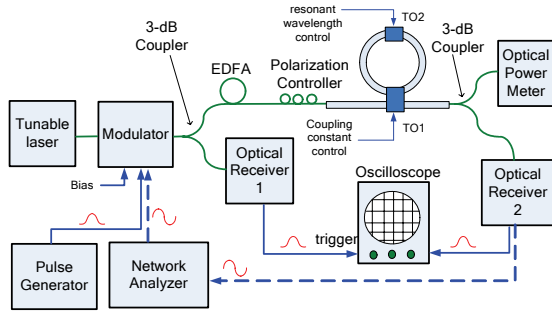 resonant
wavelength
control
TO2
3-dB
Coupler
3-dB
Coupler
EDFA
Polarization
Controller
Optical
Power
Meter
Tunable
laser
Modulator
Coupling
constant
control
TO1
Bias
Optical
Receiver
1
Oscilloscope
Optical
Receiver
2
trigger
Pulse
Generator
Network
Analyzer